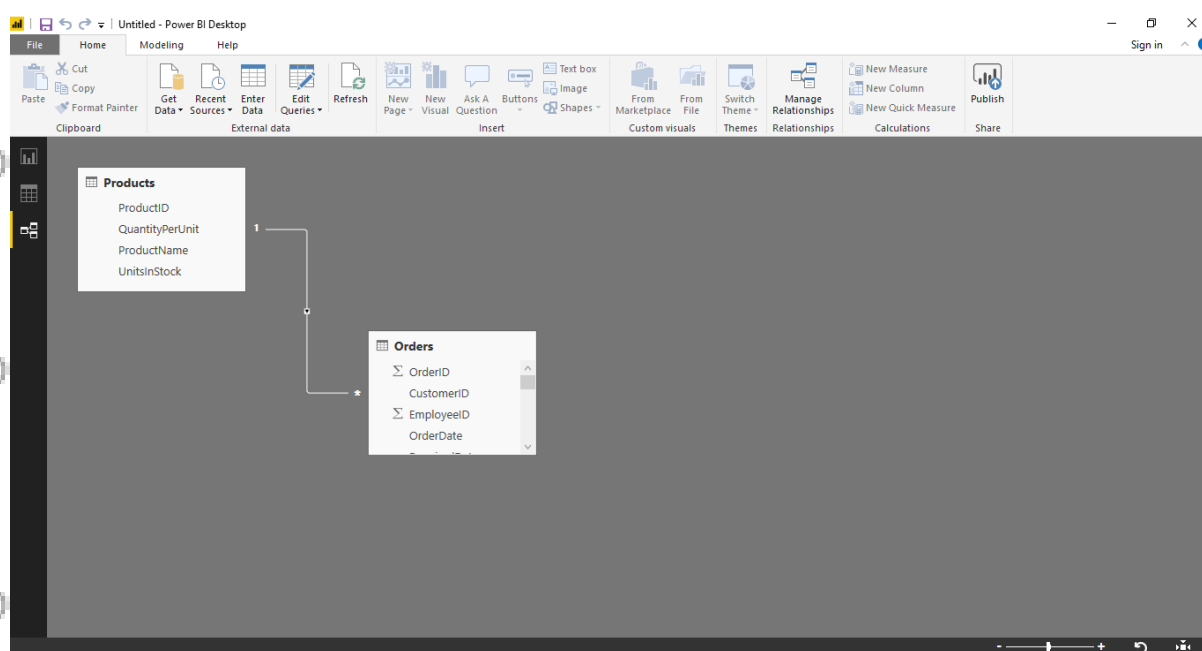 Untitled - Power BI Desktop
File Home Modeling Help Sign in
Paste
Cut
Copy
Format Painter
Clipboard
Get Data
Recent Sources
Enter Data
Edit Queries
Refresh
External data
New Page
New Visual
Ask A Question
Buttons
Text box
Image
Shapes
Insert
From Marketplace
From File
Custom visuals
Switch Theme
Themes
Manage Relationships
Relationships
New Measure
New Column
New Quick Measure
Calculations
Publish
Share
Products
ProductID
QuantityPerUnit
ProductName
UnitsInStock
1
*
Orders
Σ OrderID
CustomerID
Σ EmployeeID
OrderDate